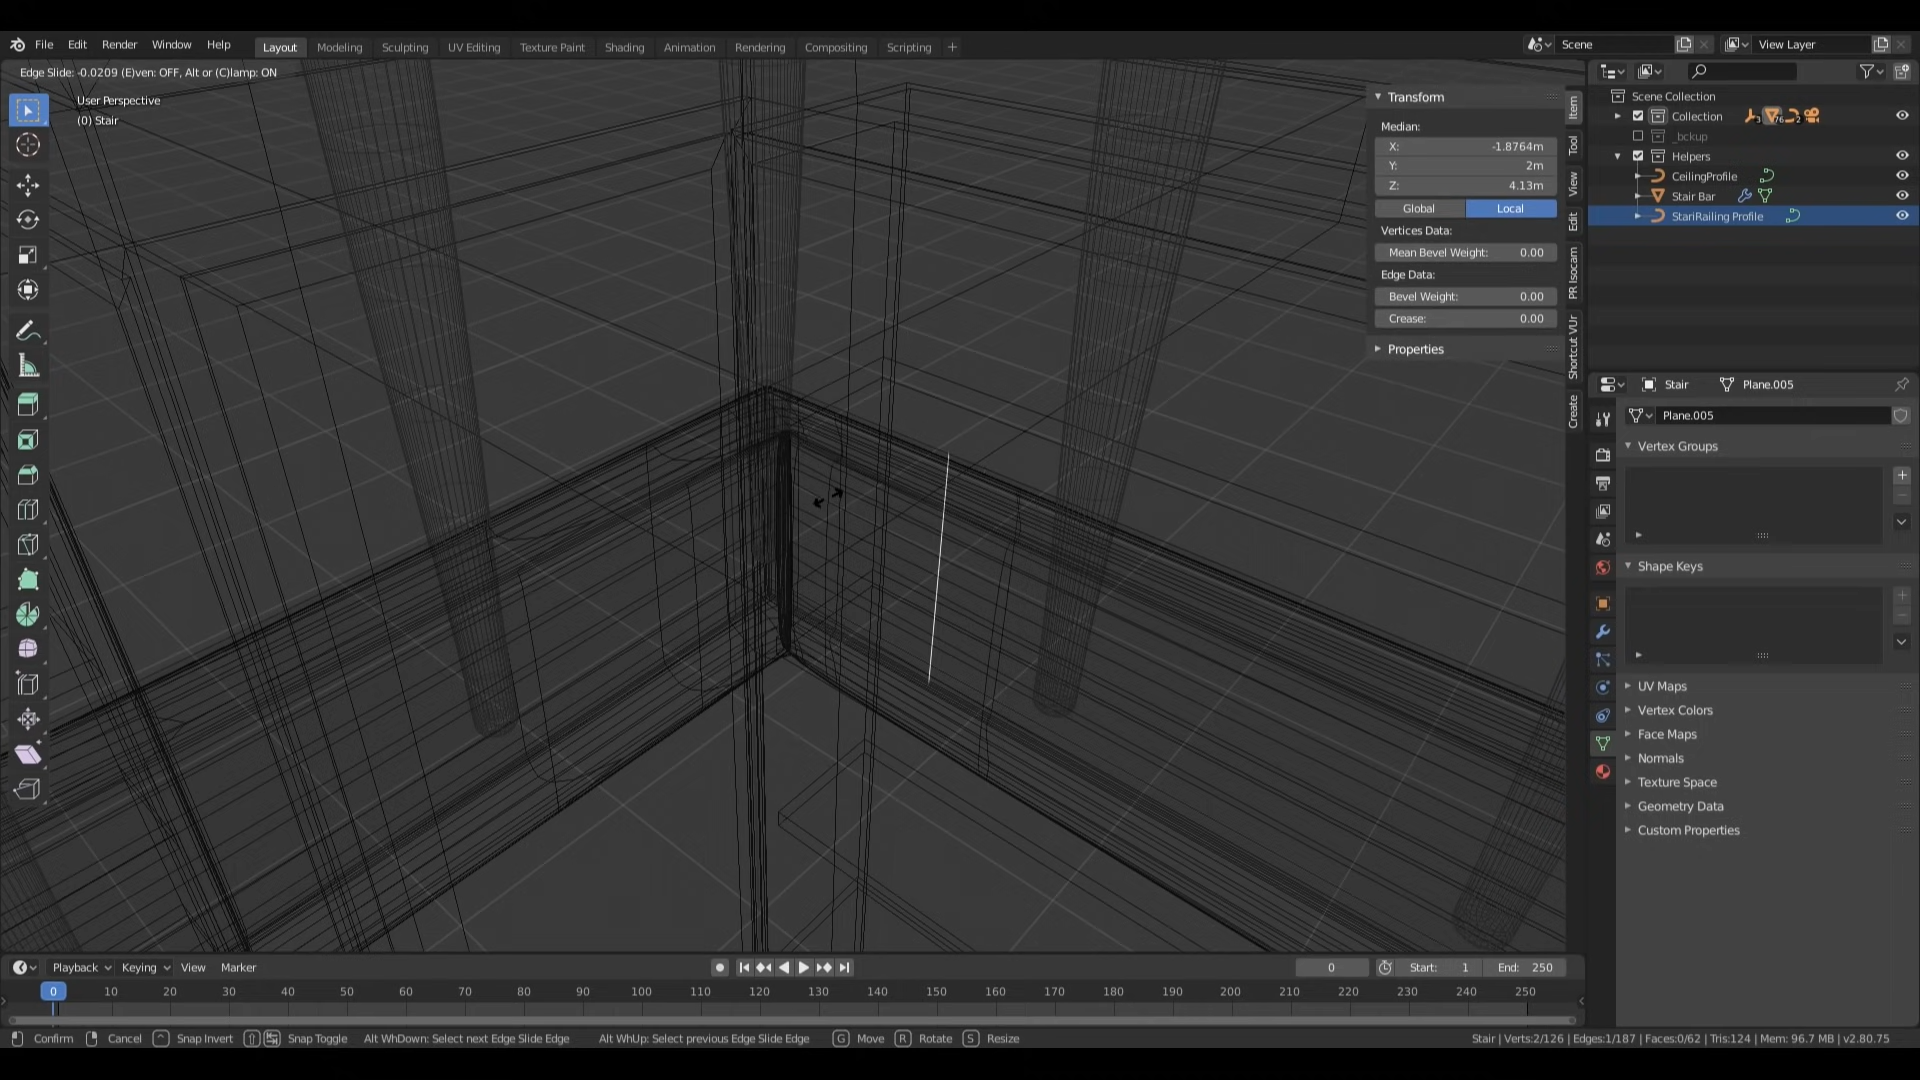 File Edit Render Window Help Layout Modeling Sculpting UV Editing Texture Paint Shading Animation Rendering Compositing Scripting + Scene View Layer
Edge Slide: -0.0209 (E)ven: OFF, Alt or (C)lamp: ON
User Perspective
(0) Stair
Transform
Median:
X: -1.8764m
Y: 2m
Z: 4.13m
Global Local
Vertices Data:
Mean Bevel Weight: 0.00
Edge Data:
Bevel Weight: 0.00
Crease: 0.00
Properties
Item
Tool
View
Edit
PR Isocam
Shortcut VUr
Create
Scene Collection
Collection 3 76 2
_bckup
Helpers
CeilingProfile
Stair Bar
StariRailing Profile
Stair Plane.005
Plane.005
Vertex Groups
Shape Keys
UV Maps
Vertex Colors
Face Maps
Normals
Texture Space
Geometry Data
Custom Properties
Playback Keying View Marker 0 Start: 1 End: 250
0 10 20 30 40 50 60 70 80 90 100 110 120 130 140 150 160 170 180 190 200 210 220 230 240 250
Confirm Cancel Snap Invert Snap Toggle Alt WhDown: Select next Edge Slide Edge Alt WhUp: Select previous Edge Slide Edge G Move R Rotate S Resize Stair | Verts:2/126 | Edges:1/187 | Faces:0/62 | Tris:124 | Mem: 96.7 MB | v2.80.75